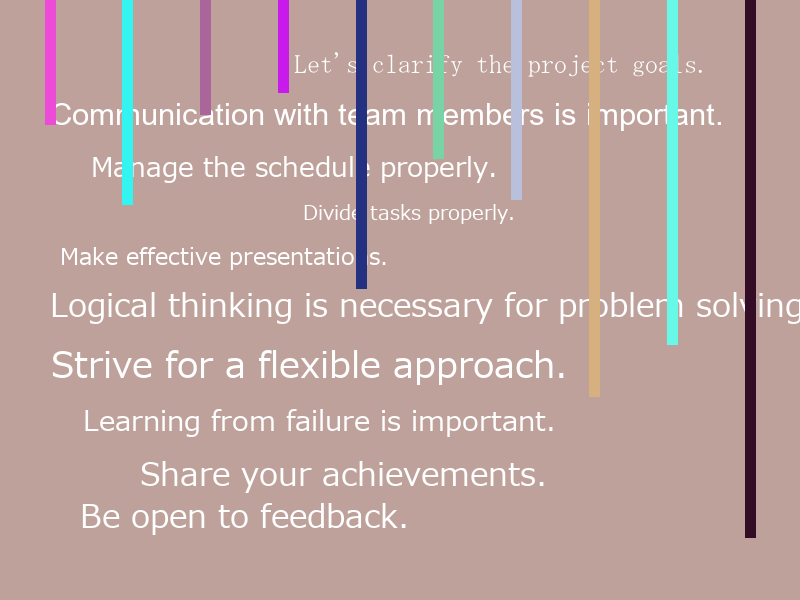 Let's clarify the project goals.
Communication with team members is important.
Manage the schedule properly.
Divide tasks properly.
Make effective presentations.
Logical thinking is necessary for problem solving
Strive for a flexible approach.
Learning from failure is important.
Share your achievements.
Be open to feedback.